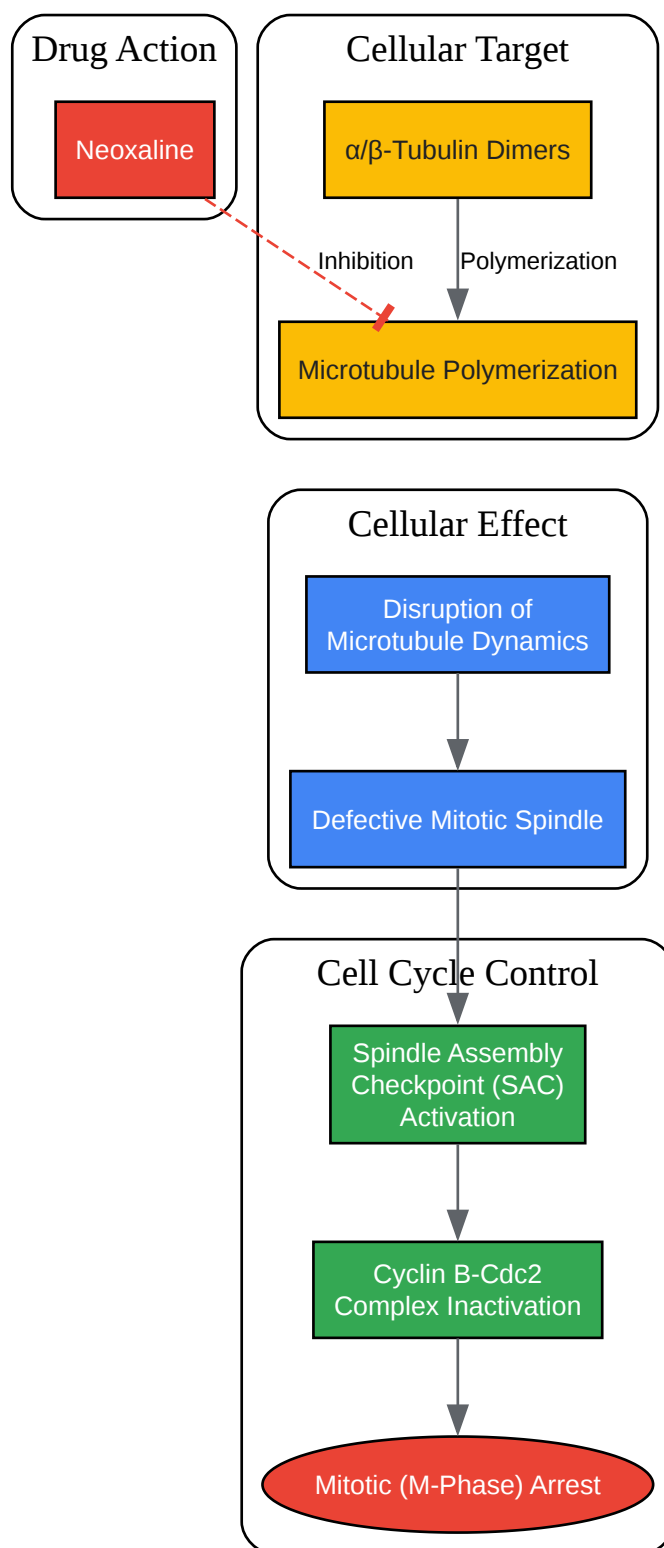 Drug Action
Neoxaline
Cellular Target
α/β-Tubulin Dimers
Inhibition
Polymerization
Microtubule Polymerization
Cellular Effect
Disruption of
Microtubule Dynamics
Defective Mitotic Spindle
Cell Cycle Control
Spindle Assembly
Checkpoint (SAC)
Activation
Cyclin B-Cdc2
Complex Inactivation
Mitotic (M-Phase) Arrest